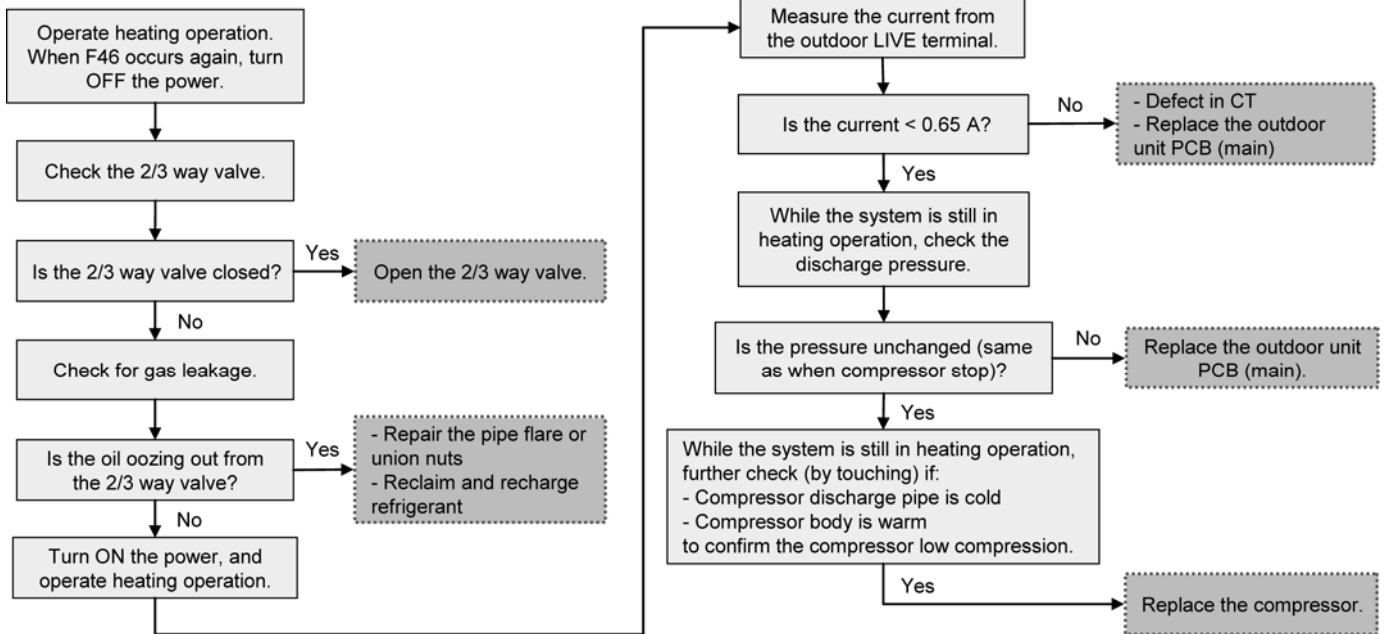 Operate heating operation.
When F46 occurs again, turn
OFF the power.
Check the 2/3 way valve.
Is the 2/3 way valve closed?
Yes
Open the 2/3 way valve.
No
Check for gas leakage.
Is the oil oozing out from
the 2/3 way valve?
Yes
- Repair the pipe flare or
union nuts
- Reclaim and recharge
refrigerant
No
Turn ON the power, and
operate heating operation.
Measure the current from
the outdoor LIVE terminal.
Is the current < 0.65 A?
No
- Defect in CT
- Replace the outdoor
unit PCB (main)
Yes
While the system is still in
heating operation, check the
discharge pressure.
Is the pressure unchanged (same
as when compressor stop)?
No
Replace the outdoor unit
PCB (main).
Yes
While the system is still in heating operation,
further check (by touching) if:
- Compressor discharge pipe is cold
- Compressor body is warm
to confirm the compressor low compression.
Yes
Replace the compressor.